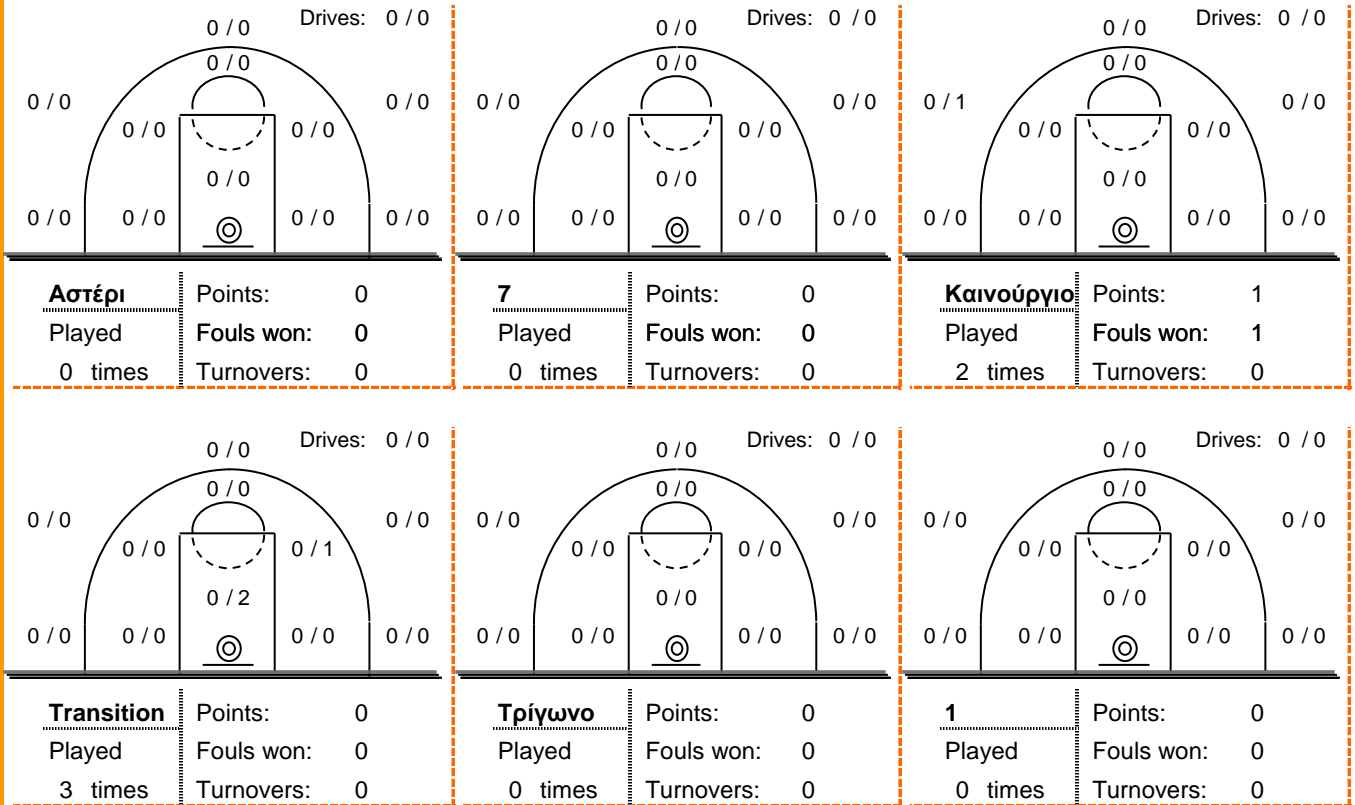 Drives: 0 / 0
0 / 0
0 / 0
0 / 0 0 / 0
0 / 0 0 / 0
0 / 0
0 / 0 0 / 0 0 / 0 0 / 0
Αστέρι Points: 0
Played Fouls won: 0
0 times Turnovers: 0
Drives: 0 / 0
0 / 0
0 / 0
0 / 0 0 / 0
0 / 0 0 / 0
0 / 0
0 / 0 0 / 0 0 / 0 0 / 0
7 Points: 0
Played Fouls won: 0
0 times Turnovers: 0
Drives: 0 / 0
0 / 0
0 / 0
0 / 1 0 / 0
0 / 0 0 / 0
0 / 0
0 / 0 0 / 0 0 / 0 0 / 0
Καινούργιο Points: 1
Played Fouls won: 1
2 times Turnovers: 0
Drives: 0 / 0
0 / 0
0 / 0
0 / 0 0 / 0
0 / 0 0 / 1
0 / 2
0 / 0 0 / 0 0 / 0 0 / 0
Transition Points: 0
Played Fouls won: 0
3 times Turnovers: 0
Drives: 0 / 0
0 / 0
0 / 0
0 / 0 0 / 0
0 / 0 0 / 0
0 / 0
0 / 0 0 / 0 0 / 0 0 / 0
Τρίγωνο Points: 0
Played Fouls won: 0
0 times Turnovers: 0
Drives: 0 / 0
0 / 0
0 / 0
0 / 0 0 / 0
0 / 0 0 / 0
0 / 0
0 / 0 0 / 0 0 / 0 0 / 0
1 Points: 0
Played Fouls won: 0
0 times Turnovers: 0